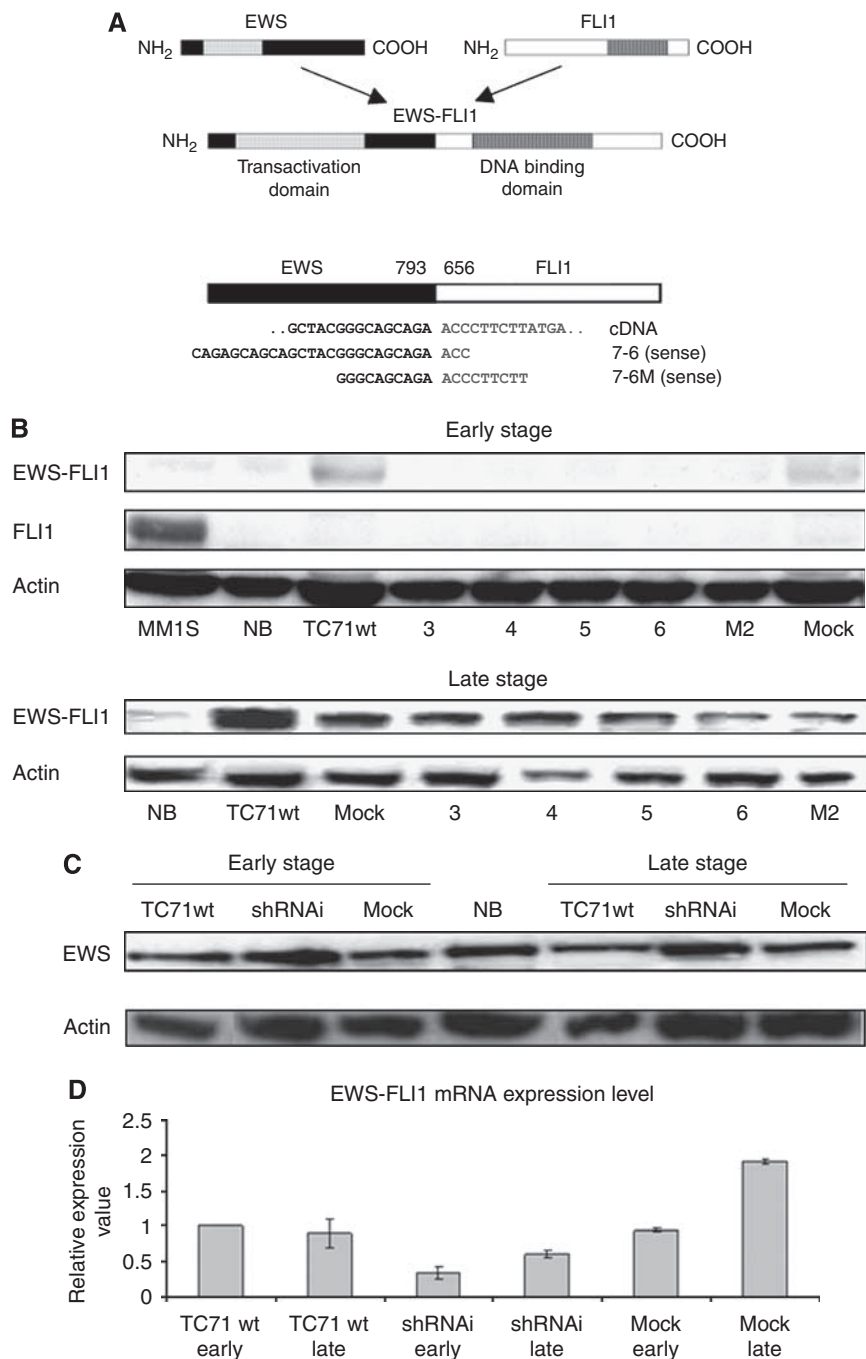 A
EWS FLI1
NH2 COOH NH2 COOH
EWS-FLI1
NH2 COOH
Transactivation domain
DNA binding domain
EWS 793 656 FLI1
..GCTACGGGCAGCAGA ACCCTTCTTATGA.. cDNA
CAGAGCAGCAGCTACGGGCAGCAGA ACC 7-6 (sense)
GGGCAGCAGA ACCCTTCTT 7-6M (sense)
B
Early stage
EWS-FLI1
FLI1
Actin
MM1S NB TC71wt 3 4 5 6 M2 Mock
Late stage
EWS-FLI1
Actin
NB TC71wt Mock 3 4 5 6 M2
C
Early stage Late stage
TC71wt shRNAi Mock NB TC71wt shRNAi Mock
EWS
Actin
D
EWS-FLI1 mRNA expression level
Relative expression value
2.5
2
1.5
1
0.5
0
TC71 wt early
TC71 wt late
shRNAi early
shRNAi late
Mock early
Mock late